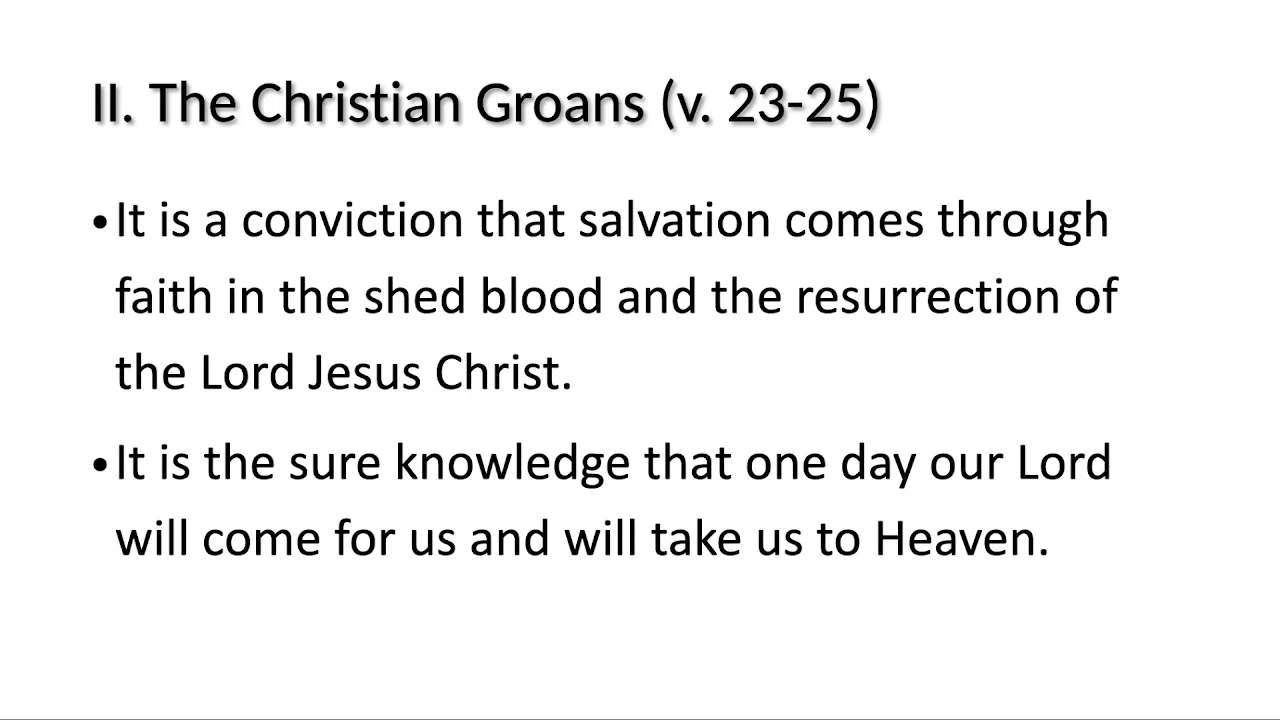 II. The Christian Groans (v. 23-25)
•It is a conviction that salvation comes through
faith in the shed blood and the resurrection of
the Lord Jesus Christ.
•It is the sure knowledge that one day our Lord
will come for us and will take us to Heaven.